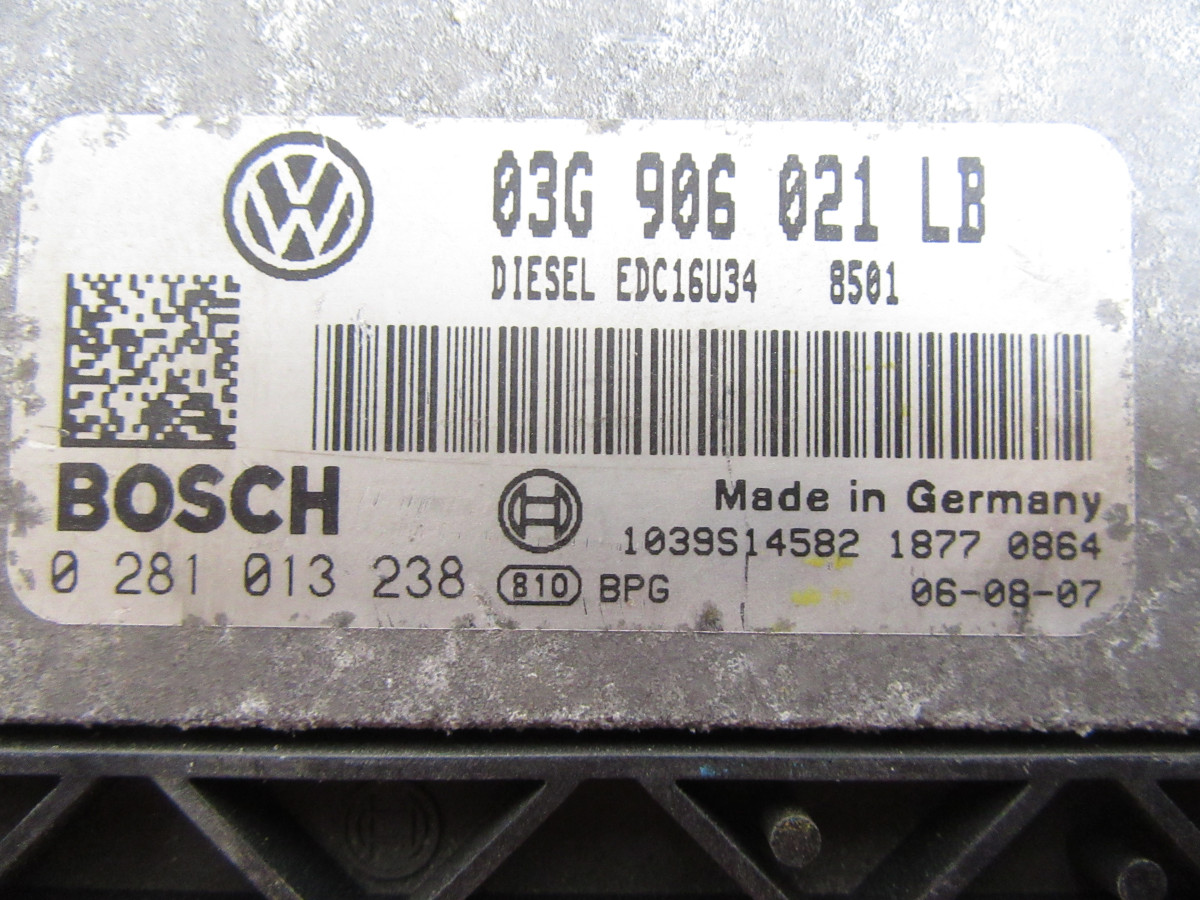 03G 906 021 LB
DIESEL EDC16U34 8501
BOSCH
Made in Germany
1039S14582 1877 0864
0 281 013 238 810 BPG 06-08-07